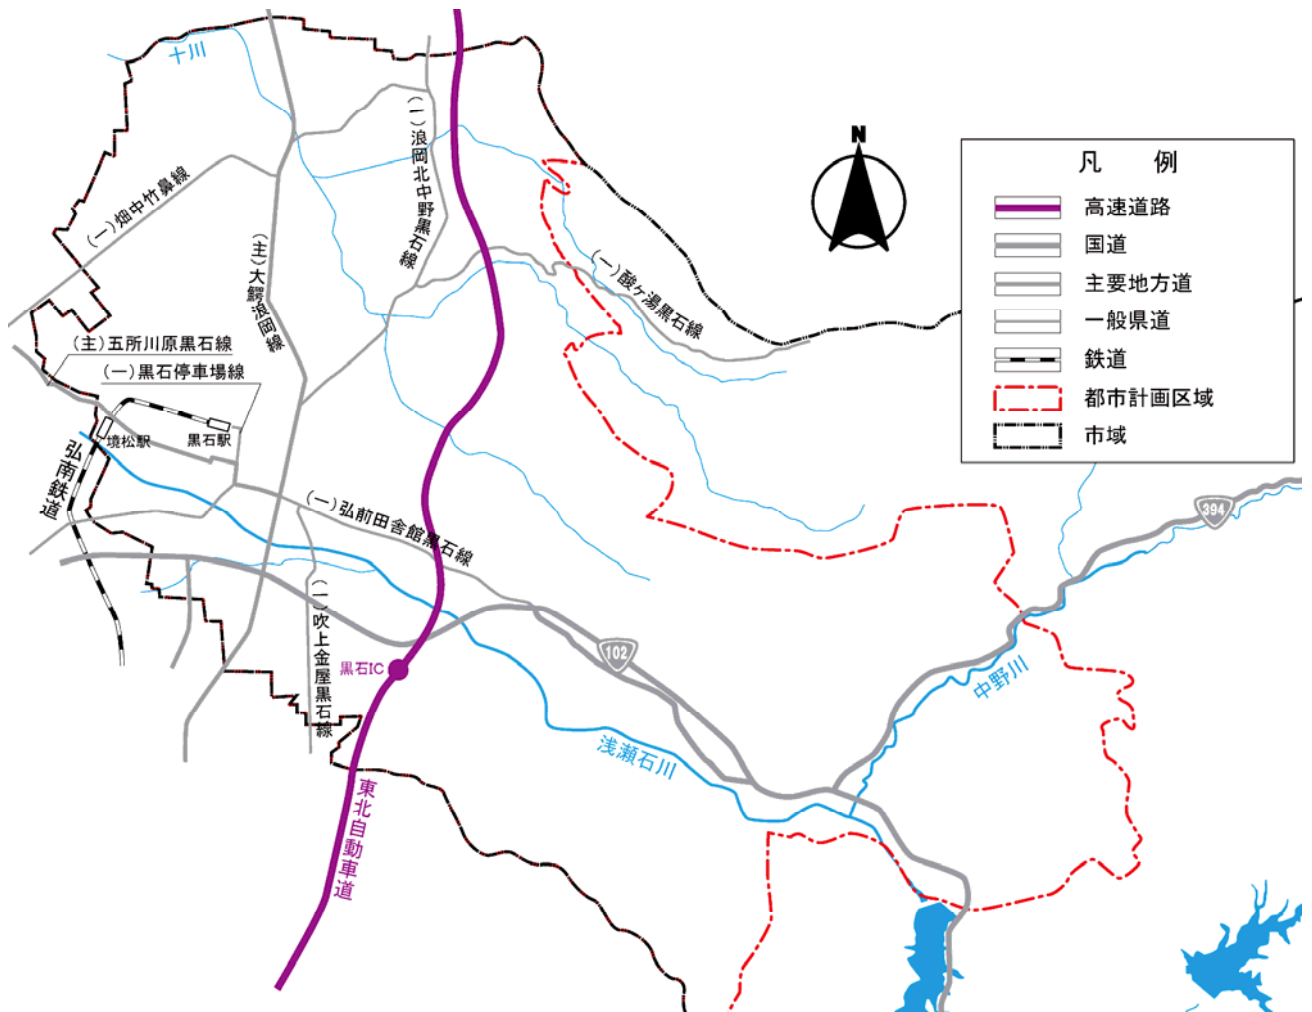 十川
N
凡 例
高速道路
国道
主要地方道
一般県道
鉄道
都市計画区域
市域
(一)浪岡北中野黒石線
(一)畑中竹鼻線
(主)大鰐浪岡線
(一)酸ヶ湯黒石線
(主)五所川原黒石線
(一)黒石停車場線
境松駅
黒石駅
弘南鉄道
(一)弘前田舎館黒石線
394
(一)吹上金屋黒石線
102
黒石IC
中野川
浅瀬石川
東北自動車道